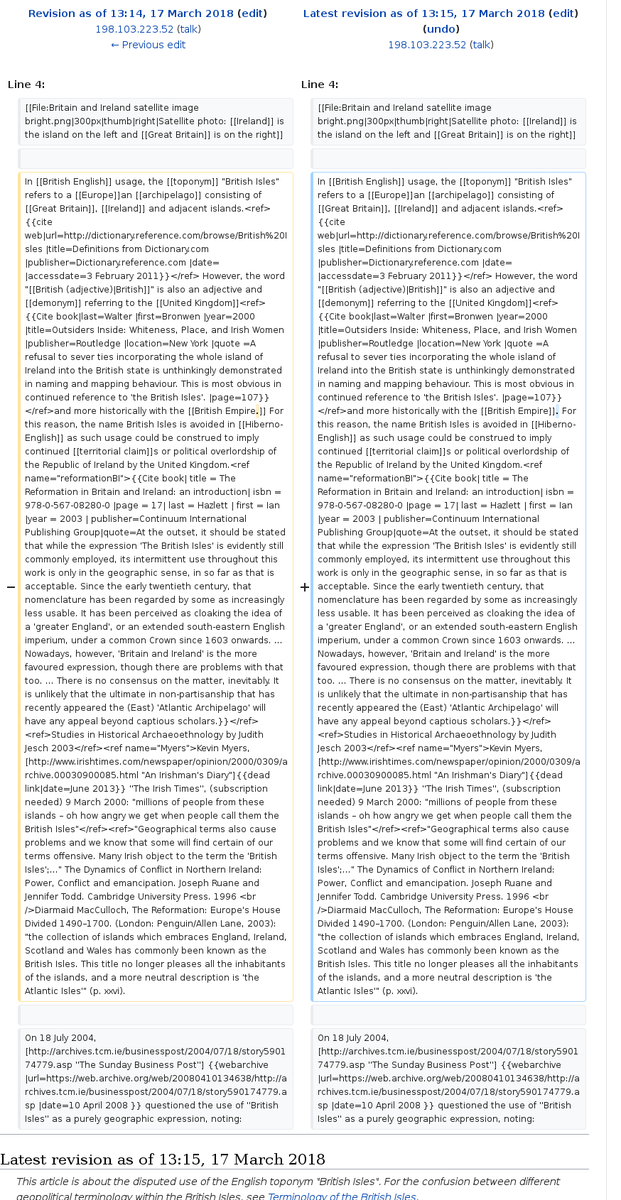 Revision as of 13:14, 17 March 2018 (edit)
198.103.223.52 (talk)
← Previous edit
Latest revision as of 13:15, 17 March 2018 (edit)
(undo)
198.103.223.52 (talk)
Line 4:
Line 4:
[[File:Britain and Ireland satellite image
bright.png|300px|thumb|right|Satellite photo: [[Ireland]] is
the island on the left and [[Great Britain]] is on the right]]
[[File:Britain and Ireland satellite image
bright.png|300px|thumb|right|Satellite photo: [[Ireland]] is
the island on the left and [[Great Britain]] is on the right]]
−
In [[British English]] usage, the [[toponym]] "British Isles"
refers to a [[Europe]]an [[archipelago]] consisting of
[[Great Britain]], [[Ireland]] and adjacent islands.<ref>
{{cite
web|url=http://dictionary.reference.com/browse/British%20I
sles |title=Definitions from Dictionary.com
|publisher=Dictionary.reference.com |date=
|accessdate=3 February 2011}}</ref> However, the word
"[[British (adjective)|British]]" is also an adjective and
[[demonym]] referring to the [[United Kingdom]]<ref>
{{Cite book|last=Walter |first=Bronwen |year=2000
|title=Outsiders Inside: Whiteness, Place, and Irish Women
|publisher=Routledge |location=New York |quote =A
refusal to sever ties incorporating the whole island of
Ireland into the British state is unthinkingly demonstrated
in naming and mapping behaviour. This is most obvious in
continued reference to 'the British Isles'. |page=107}}
</ref>and more historically with the [[British Empire.]] For
this reason, the name British Isles is avoided in [[Hiberno-
English]] as such usage could be construed to imply
continued [[territorial claim]]s or political overlordship of
the Republic of Ireland by the United Kingdom.<ref
name="reformationBI">{{Cite book| title = The
Reformation in Britain and Ireland: an introduction| isbn =
978-0-567-08280-0 |page = 17| last = Hazlett | first = Ian
|year = 2003 | publisher=Continuum International
Publishing Group|quote=At the outset, it should be stated
that while the expression 'The British Isles' is evidently still
commonly employed, its intermittent use throughout this
work is only in the geographic sense, in so far as that is
acceptable. Since the early twentieth century, that
nomenclature has been regarded by some as increasingly
less usable. It has been perceived as cloaking the idea of
a 'greater England', or an extended south-eastern English
imperium, under a common Crown since 1603 onwards. ...
Nowadays, however, 'Britain and Ireland' is the more
favoured expression, though there are problems with that
too. ... There is no consensus on the matter, inevitably. It
is unlikely that the ultimate in non-partisanship that has
recently appeared the (East) 'Atlantic Archipelago' will
have any appeal beyond captious scholars.}}</ref>
<ref>Studies in Historical Archaeoethnology by Judith
Jesch 2003</ref><ref name="Myers">Kevin Myers,
[http://www.irishtimes.com/newspaper/opinion/2000/0309/a
rchive.00030900085.html "An Irishman's Diary"]{{dead
link|date=June 2013}} ''The Irish Times'', (subscription
needed) 9 March 2000: "millions of people from these
islands – oh how angry we get when people call them the
British Isles"</ref><ref>"Geographical terms also cause
problems and we know that some will find certain of our
terms offensive. Many Irish object to the term the 'British
Isles';..." The Dynamics of Conflict in Northern Ireland:
Power, Conflict and emancipation. Joseph Ruane and
Jennifer Todd. Cambridge University Press. 1996 <br
/>Diarmaid MacCulloch, The Reformation: Europe's House
Divided 1490–1700. (London: Penguin/Allen Lane, 2003):
"the collection of islands which embraces England, Ireland,
Scotland and Wales has commonly been known as the
British Isles. This title no longer pleases all the inhabitants
of the islands, and a more neutral description is 'the
Atlantic Isles'" (p. xxvi).
+
In [[British English]] usage, the [[toponym]] "British Isles"
refers to a [[Europe]]an [[archipelago]] consisting of
[[Great Britain]], [[Ireland]] and adjacent islands.<ref>
{{cite
web|url=http://dictionary.reference.com/browse/British%20I
sles |title=Definitions from Dictionary.com
|publisher=Dictionary.reference.com |date=
|accessdate=3 February 2011}}</ref> However, the word
"[[British (adjective)|British]]" is also an adjective and
[[demonym]] referring to the [[United Kingdom]]<ref>
{{Cite book|last=Walter |first=Bronwen |year=2000
|title=Outsiders Inside: Whiteness, Place, and Irish Women
|publisher=Routledge |location=New York |quote =A
refusal to sever ties incorporating the whole island of
Ireland into the British state is unthinkingly demonstrated
in naming and mapping behaviour. This is most obvious in
continued reference to 'the British Isles'. |page=107}}
</ref>and more historically with the [[British Empire]]. For
this reason, the name British Isles is avoided in [[Hiberno-
English]] as such usage could be construed to imply
continued [[territorial claim]]s or political overlordship of
the Republic of Ireland by the United Kingdom.<ref
name="reformationBI">{{Cite book| title = The
Reformation in Britain and Ireland: an introduction| isbn =
978-0-567-08280-0 |page = 17| last = Hazlett | first = Ian
|year = 2003 | publisher=Continuum International
Publishing Group|quote=At the outset, it should be stated
that while the expression 'The British Isles' is evidently still
commonly employed, its intermittent use throughout this
work is only in the geographic sense, in so far as that is
acceptable. Since the early twentieth century, that
nomenclature has been regarded by some as increasingly
less usable. It has been perceived as cloaking the idea of
a 'greater England', or an extended south-eastern English
imperium, under a common Crown since 1603 onwards. ...
Nowadays, however, 'Britain and Ireland' is the more
favoured expression, though there are problems with that
too. ... There is no consensus on the matter, inevitably. It
is unlikely that the ultimate in non-partisanship that has
recently appeared the (East) 'Atlantic Archipelago' will
have any appeal beyond captious scholars.}}</ref>
<ref>Studies in Historical Archaeoethnology by Judith
Jesch 2003</ref><ref name="Myers">Kevin Myers,
[http://www.irishtimes.com/newspaper/opinion/2000/0309/a
rchive.00030900085.html "An Irishman's Diary"]{{dead
link|date=June 2013}} ''The Irish Times'', (subscription
needed) 9 March 2000: "millions of people from these
islands – oh how angry we get when people call them the
British Isles"</ref><ref>"Geographical terms also cause
problems and we know that some will find certain of our
terms offensive. Many Irish object to the term the 'British
Isles';..." The Dynamics of Conflict in Northern Ireland:
Power, Conflict and emancipation. Joseph Ruane and
Jennifer Todd. Cambridge University Press. 1996 <br
/>Diarmaid MacCulloch, The Reformation: Europe's House
Divided 1490–1700. (London: Penguin/Allen Lane, 2003):
"the collection of islands which embraces England, Ireland,
Scotland and Wales has commonly been known as the
British Isles. This title no longer pleases all the inhabitants
of the islands, and a more neutral description is 'the
Atlantic Isles'" (p. xxvi).
On 18 July 2004,
[http://archives.tcm.ie/businesspost/2004/07/18/story5901
74779.asp ''The Sunday Business Post''] {{webarchive
|url=https://web.archive.org/web/20080410134638/http://a
rchives.tcm.ie/businesspost/2004/07/18/story590174779.a
sp |date=10 April 2008 }} questioned the use of ''British
Isles'' as a purely geographic expression, noting:
On 18 July 2004,
[http://archives.tcm.ie/businesspost/2004/07/18/story5901
74779.asp ''The Sunday Business Post''] {{webarchive
|url=https://web.archive.org/web/20080410134638/http://a
rchives.tcm.ie/businesspost/2004/07/18/story590174779.a
sp |date=10 April 2008 }} questioned the use of ''British
Isles'' as a purely geographic expression, noting:
Latest revision as of 13:15, 17 March 2018
This article is about the disputed use of the English toponym "British Isles". For the confusion between different
geopolitical terminology within the British Isles, see Terminology of the British Isles.